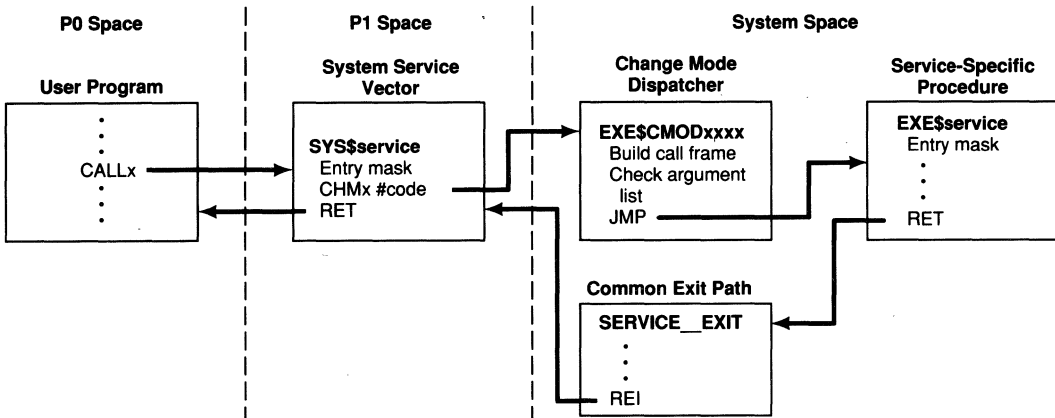 P0 Space
P1 Space
System Space
User Program
CALLx
System Service
Vector
SYS$service
Entry mask
CHMx #code
RET
Change Mode
Dispatcher
EXE$CMODxxxx
Build call frame
Check argument
list
JMP
Service-Specific
Procedure
EXE$service
Entry mask
RET
Common Exit Path
SERVICE__EXIT
REI